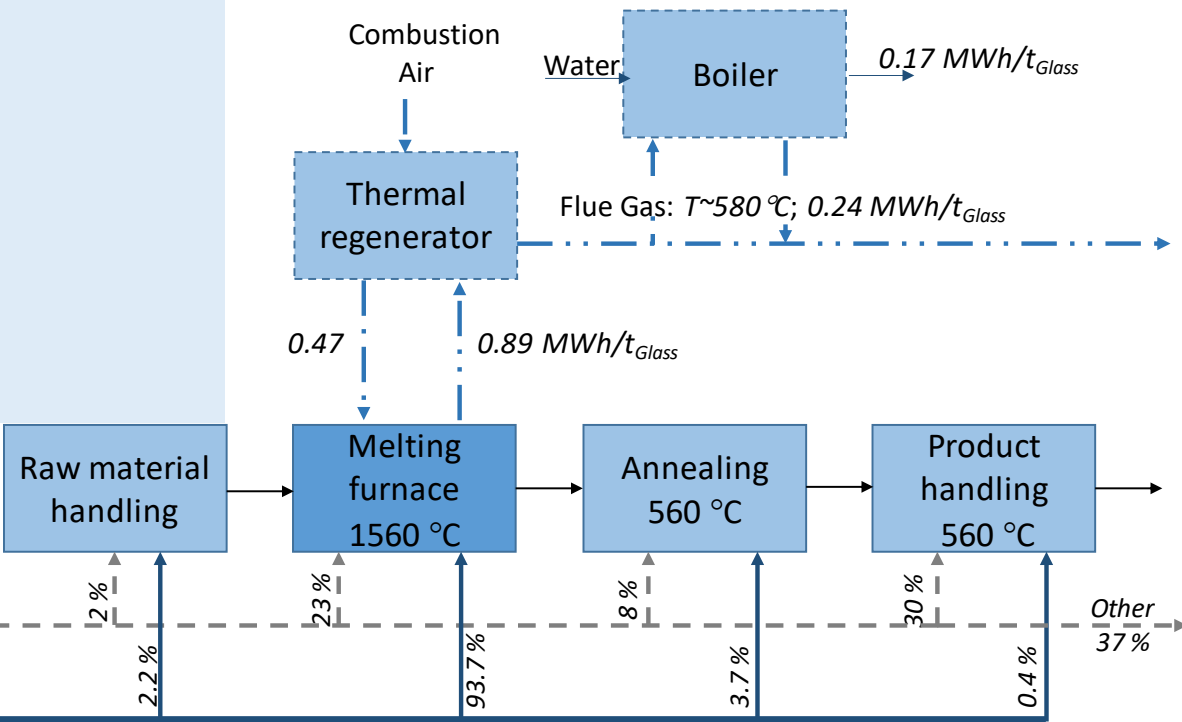 Combustion
Air
Water
Boiler
0.17 MWh/tGlass
Thermal
regenerator
Flue Gas: T~580 °C; 0.24 MWh/tGlass
0.47
0.89 MWh/tGlass
Raw material
handling
Melting
furnace
1560 °C
Annealing
560 °C
Product
handling
560 °C
2 %
23 %
8 %
30 %
Other
37 %
2.2 %
93.7 %
3.7 %
0.4 %